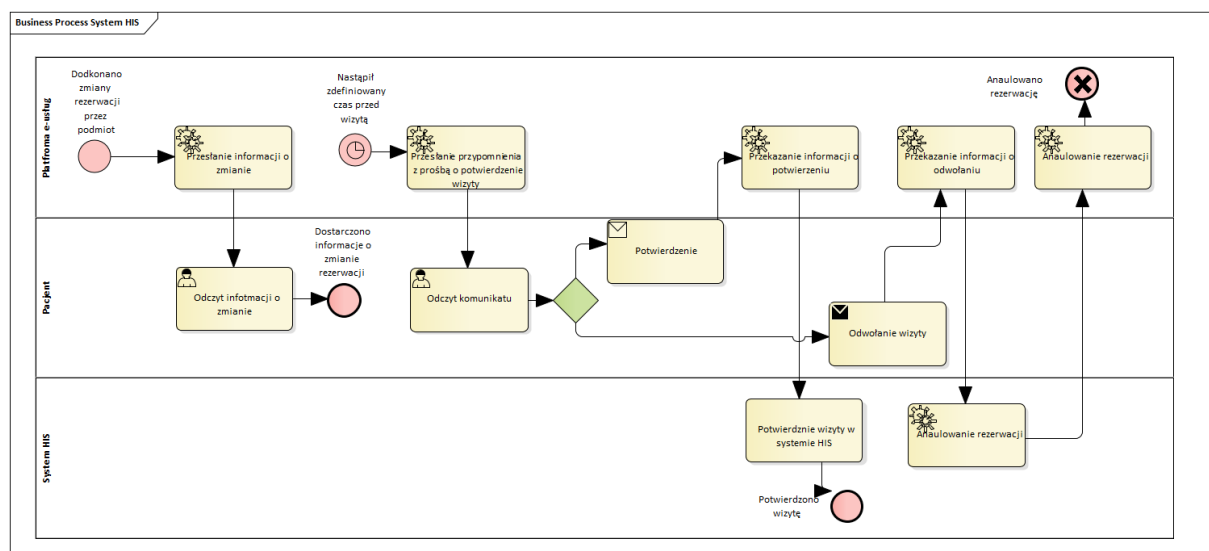 Business Process System HIS
Platfroma e-usług
Dodkonano
zmiany
rezerwacji
przez
podmiot
Przesłanie informacji o
zmianie
Nastąpił
zdefiniowany
czas przed
wizytą
Przesłanie przypomnienia
z prośbą o potwierdzenie
wizyty
Przekazanie informacji o
potwierzeniu
Przekazanie informacji o
odwołaniu
Anaulowano
rezerwację
Anaulowanie rezerwacji
Pacjent
Odczyt infotmacji o
zmianie
Dostarczono
informacje o
zmianie
rezerwacji
Odczyt komunikatu
Potwierdzenie
Odwołanie wizyty
System HIS
Potwierdznie wizyty w
systemie HIS
Potwierdzono
wizytę
Anaulowanie rezerwacji